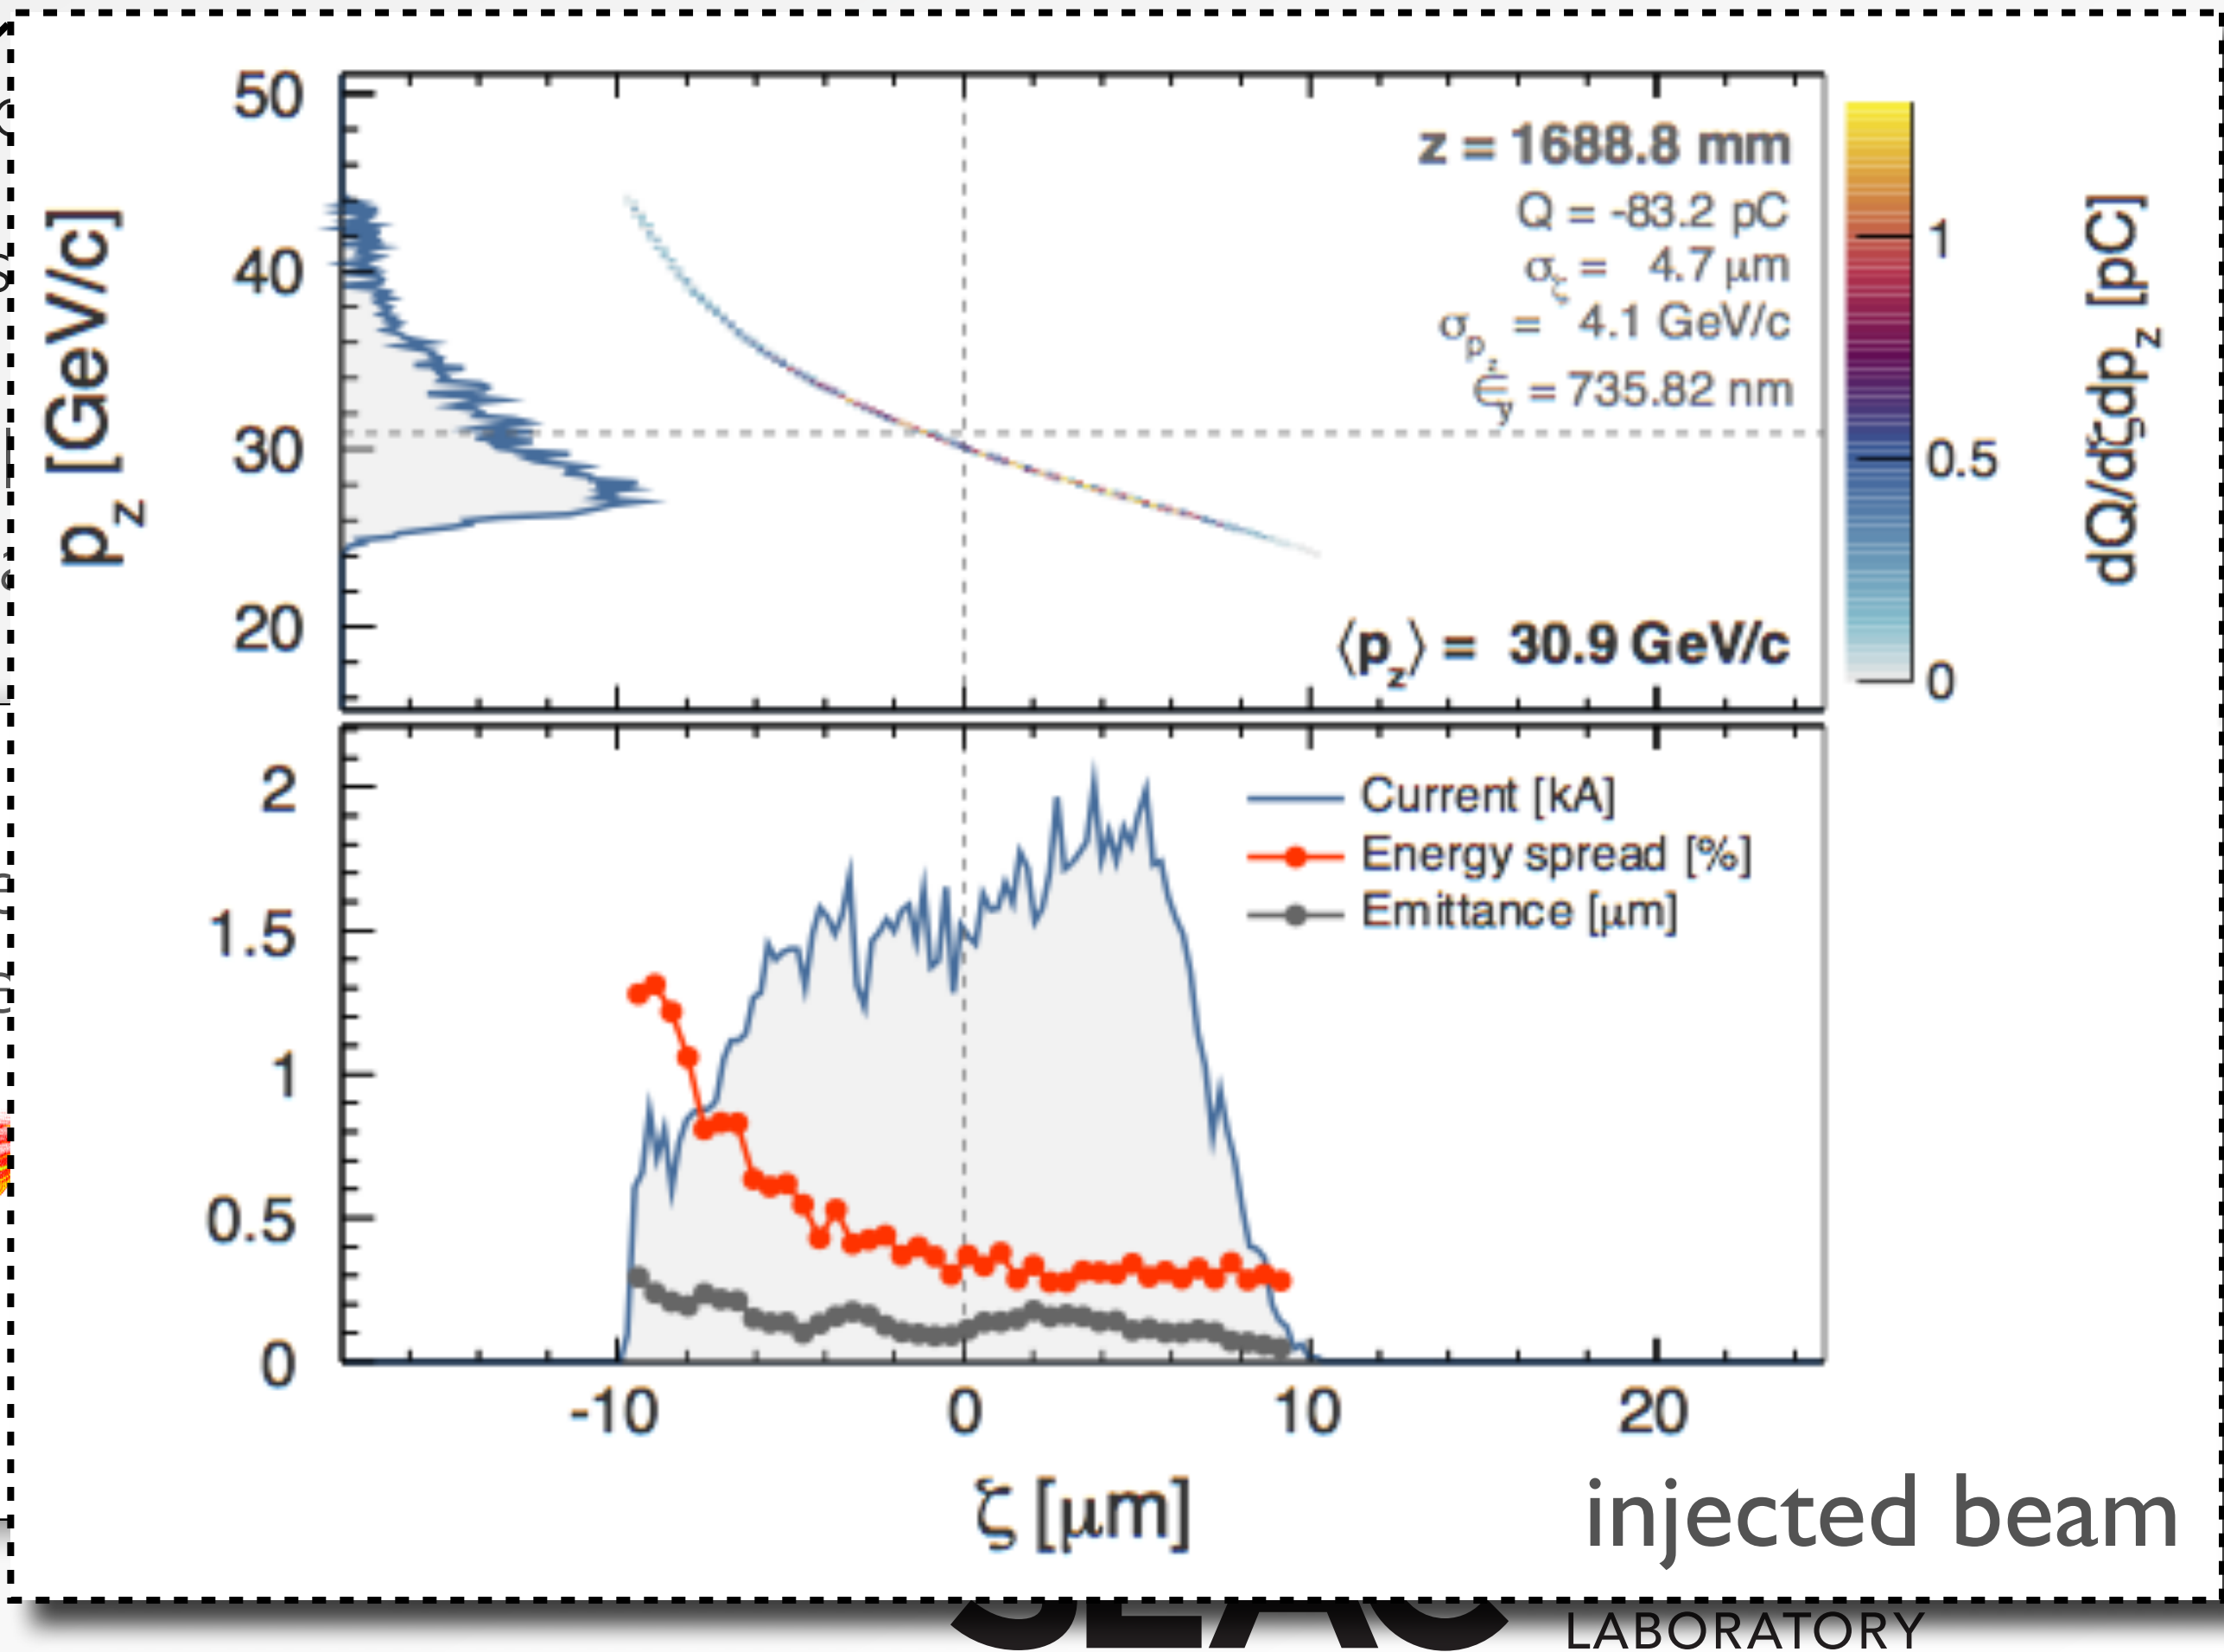 50
40
30
20
p_z [GeV/c]
z = 1688.8 mm
Q = -83.2 pC
σ_ζ = 4.7 μm
σ_p_z = 4.1 GeV/c
ϵ_y = 735.82 nm
⟨p_z⟩ = 30.9 GeV/c
1
0.5
0
dQ/dζdp_z [pC]
2
1.5
1
0.5
0
Current [kA]
Energy spread [%]
Emittance [μm]
-10 0 10 20
ζ [μm]
injected beam
LABORATORY